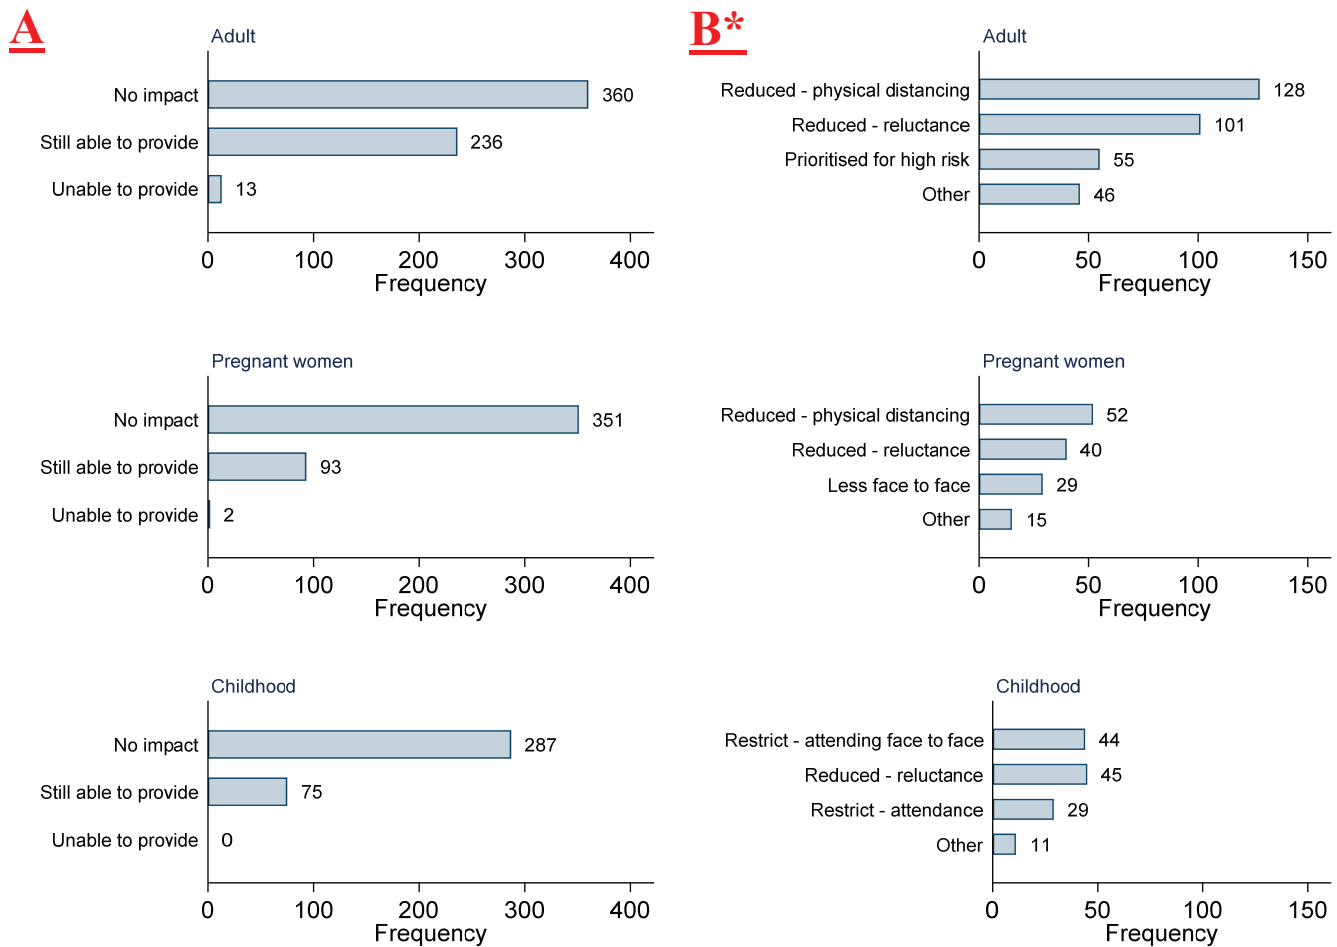 A
Adult
No impact 360
Still able to provide 236
Unable to provide 13
0 100 200 300 400
Frequency
Pregnant women
No impact 351
Still able to provide 93
Unable to provide 2
0 100 200 300 400
Frequency
Childhood
No impact 287
Still able to provide 75
Unable to provide 0
0 100 200 300 400
Frequency
B*
Adult
Reduced - physical distancing 128
Reduced - reluctance 101
Prioritised for high risk 55
Other 46
0 50 100 150
Frequency
Pregnant women
Reduced - physical distancing 52
Reduced - reluctance 40
Less face to face 29
Other 15
0 50 100 150
Frequency
Childhood
Restrict - attending face to face 44
Reduced - reluctance 45
Restrict - attendance 29
Other 11
0 50 100 150
Frequency